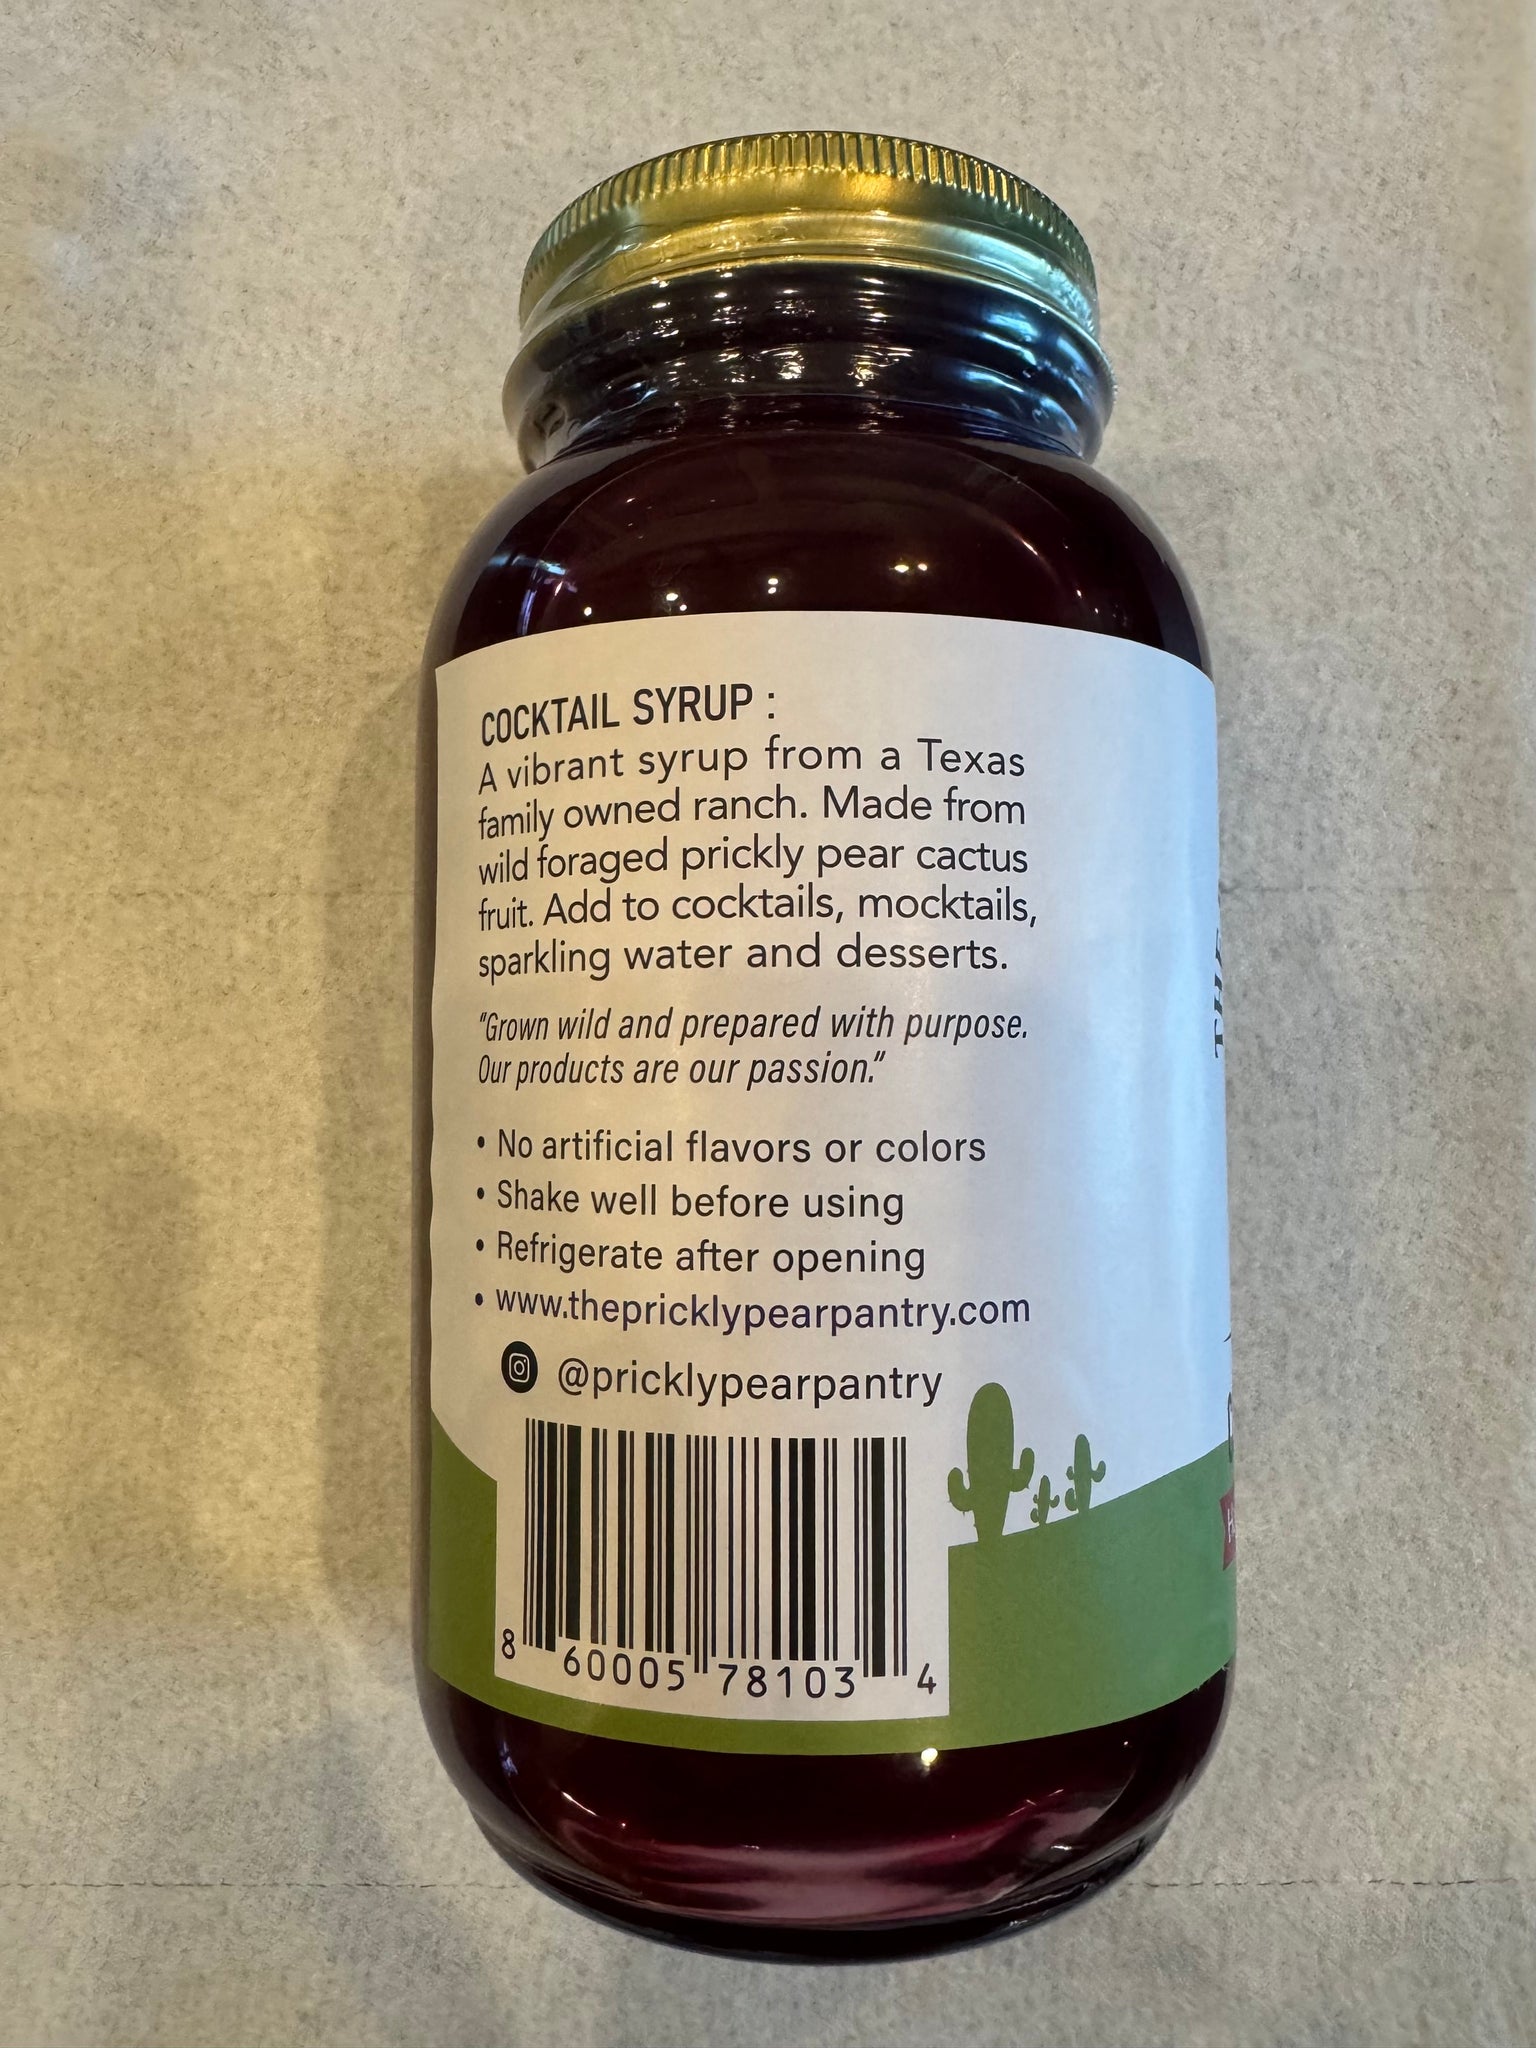 COCKTAIL SYRUP :
A vibrant syrup from a Texas
family owned ranch. Made from
wild foraged prickly pear cactus
fruit. Add to cocktails, mocktails,
sparkling water and desserts.
"Grown wild and prepared with purpose.
Our products are our passion."
• No artificial flavors or colors
• Shake well before using
• Refrigerate after opening
• www.thepricklypearpantry.com
@pricklypearpantry
8 60005 78103 4
THE